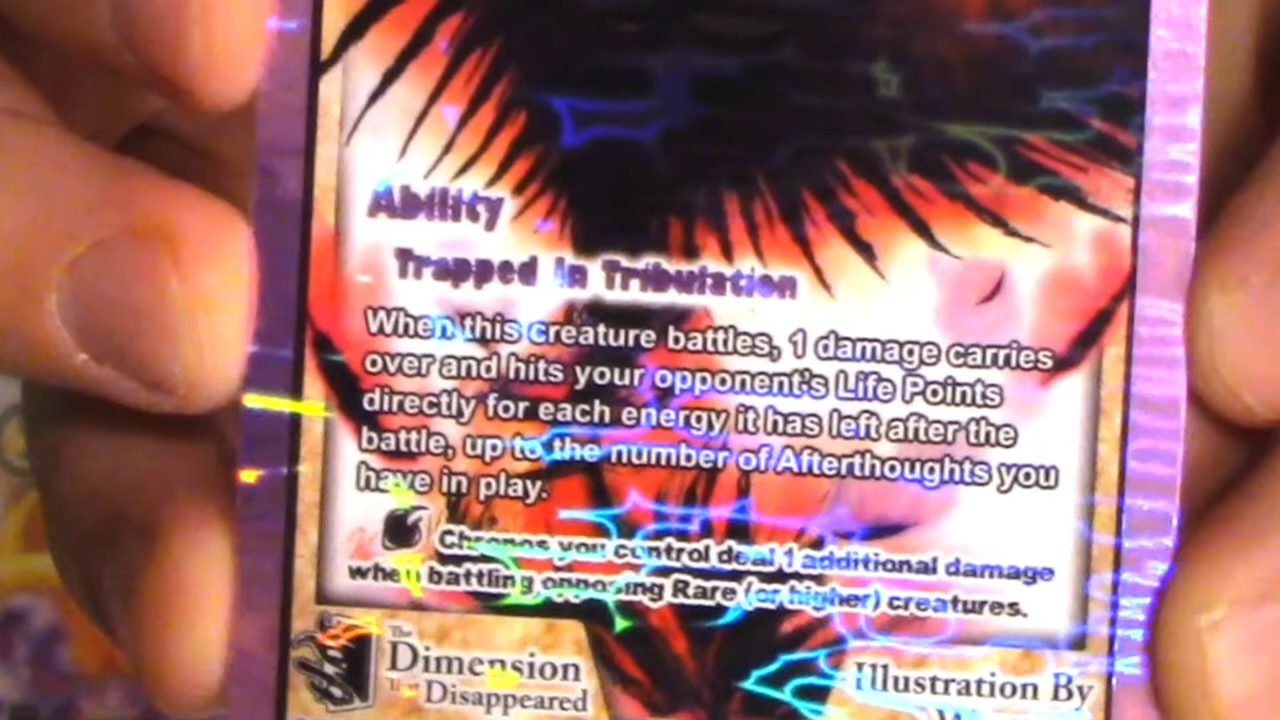 Ability
Trapped in Tribulation
When this creature battles, 1 damage carries
over and hits your opponent's Life Points
directly for each energy it has left after the
battle, up to the number of Afterthoughts you
have in play.
Chronos you control deal 1 additional damage
when battling opposing Rare (or higher) creatures.
The
Dimension
Disappeared
Illustration By